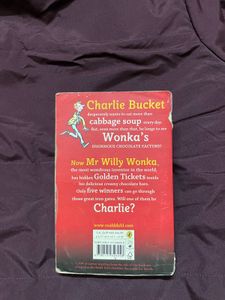 Charlie Bucket
desperately wants to eat more than
cabbage soup every day
but, even more than that, he longs to see
Wonka's
ENORMOUS CHOCOLATE FACTORY!
Now Mr Willy Wonka,
the most wondrous inventor in the world,
has hidden Golden Tickets inside
his delicious creamy chocolate bars.
Only five winners can go through
those great iron gates. Will one of them be
Charlie?
www.roalddahl.com